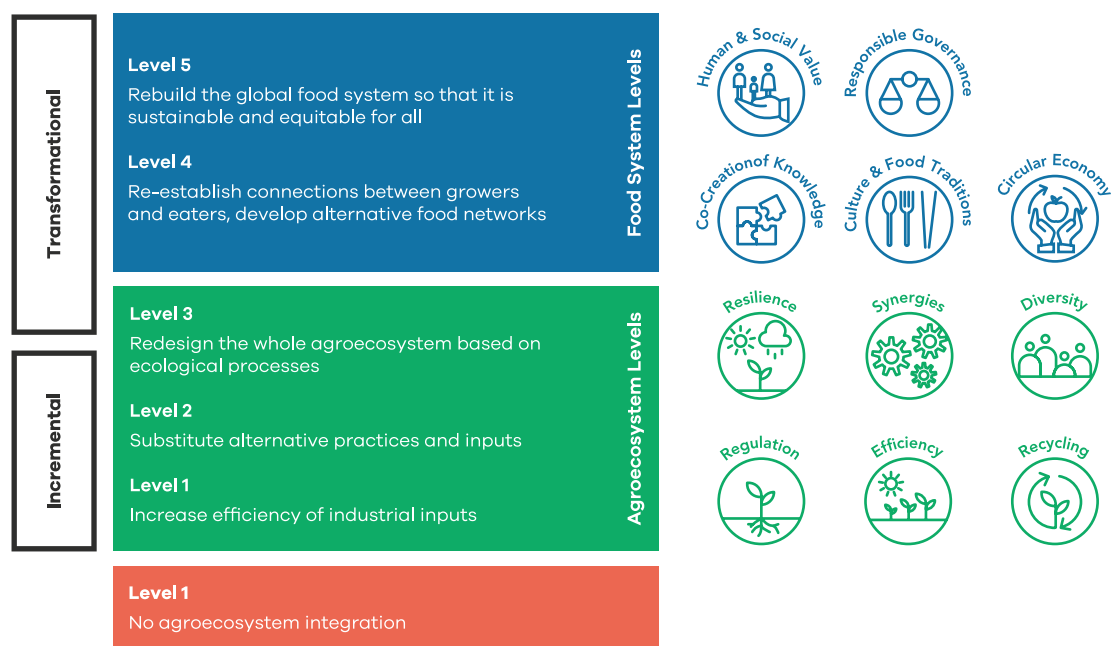 Transformational
Level 5
Rebuild the global food system so that it is
sustainable and equitable for all
Level 4
Re-establish connections between growers
and eaters, develop alternative food networks
Food System Levels
Human & Social Value
Responsible Governance
Co-Creationof Knowledge
Culture & Food Traditions
Circular Economy
Incremental
Level 3
Redesign the whole agroecosystem based on
ecological processes
Level 2
Substitute alternative practices and inputs
Level 1
Increase efficiency of industrial inputs
Agroecosystem Levels
Resilience
Synergies
Diversity
Regulation
Efficiency
Recycling
Level 1
No agroecosystem integration